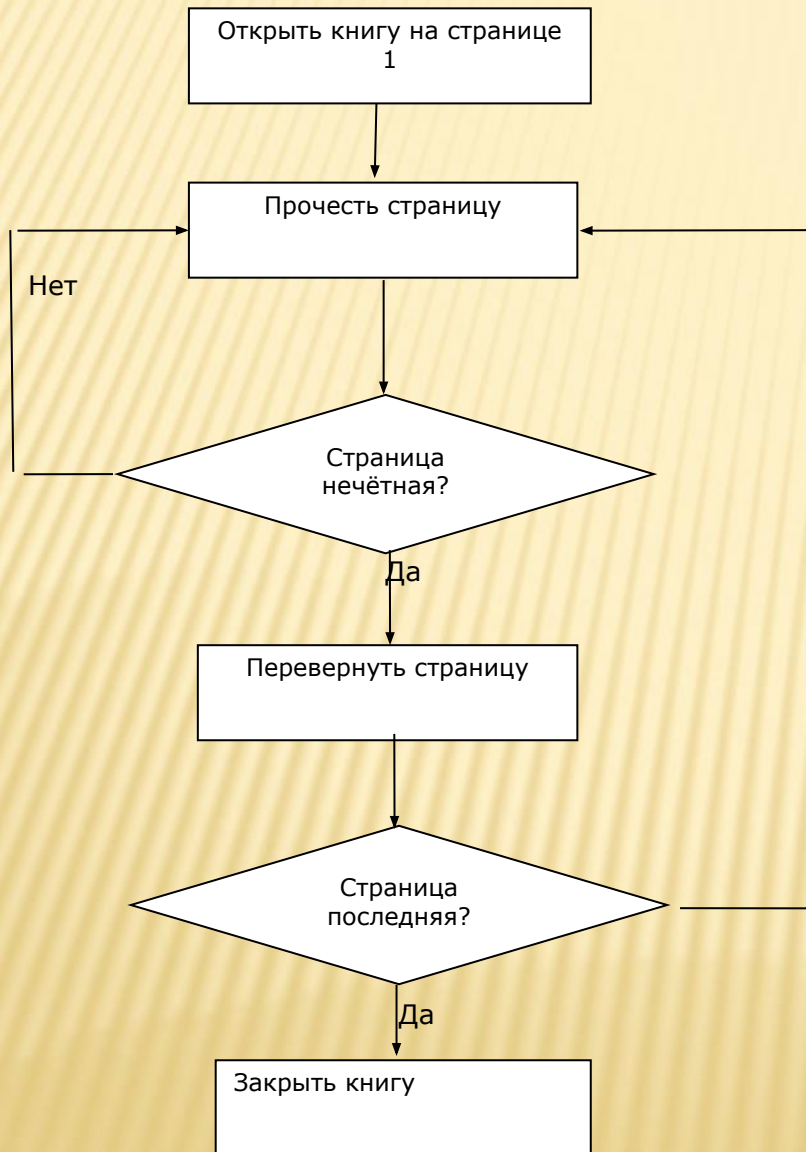 Открыть книгу на странице
1
Прочесть страницу
Нет
Страница
нечётная?
Да
Перевернуть страницу
Страница
последняя?
Да
Закрыть книгу